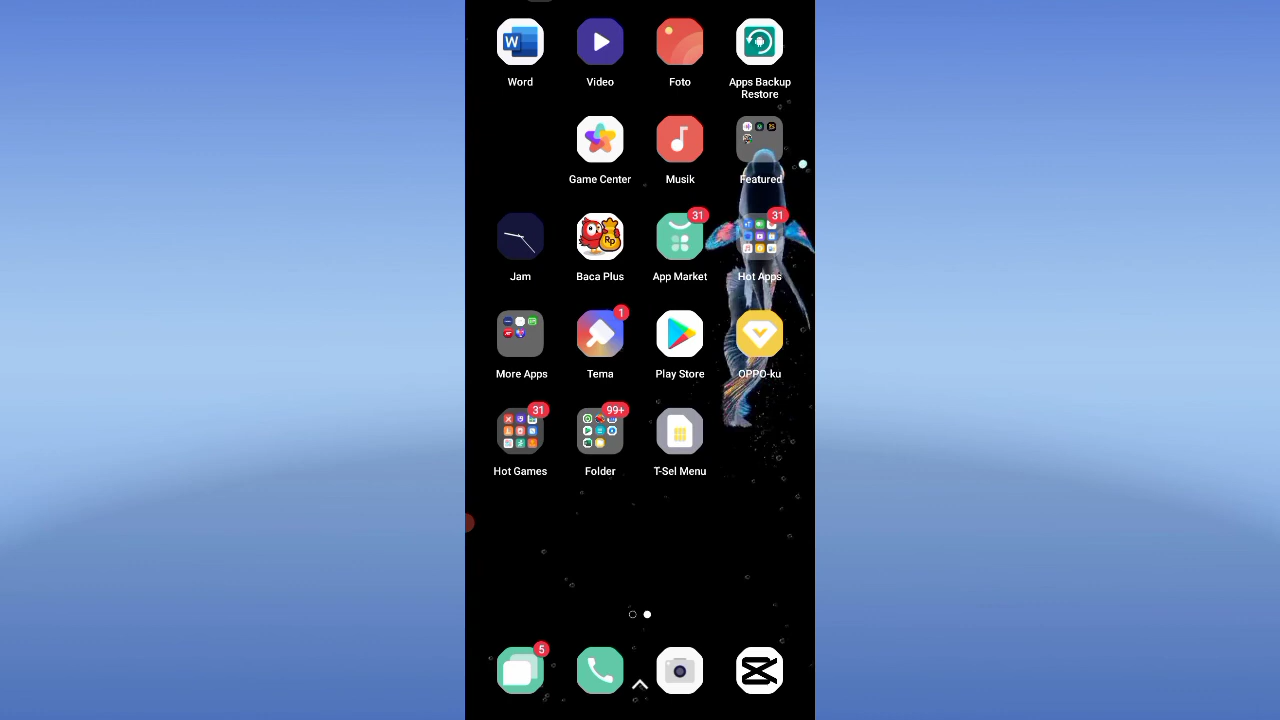 W
Word
Video
Foto
Apps Backup
Restore
Game Center
Musik
Featured
31
31
Rp
Jam
Baca Plus
App Market
Hot Apps
1
More Apps
Tema
Play Store
OPPO-ku
31
99+
Hot Games
Folder
T-Sel Menu
5